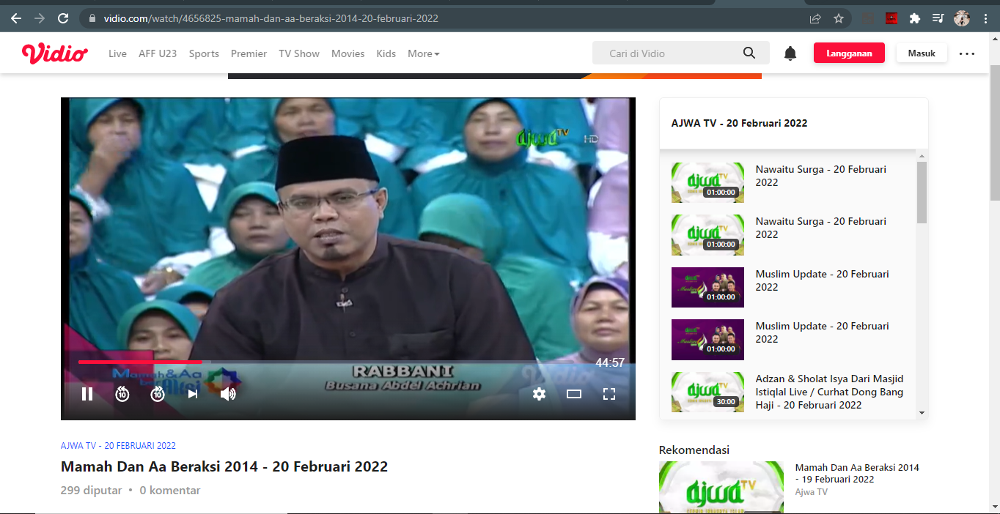 vidio.com/watch/4656825-mamah-dan-aa-beraksi-2014-20-februari-2022
Vidio
Live AFF U23 Sports Premier TV Show Movies Kids More
Cari di Vidio
Langganan
Masuk
ajwa TV HD
44:57
RABBANI
Busana Abdel Achrian
Mamah & Aa
berAksi
Vidio
10
10
AJWA TV - 20 FEBRUARI 2022
Mamah Dan Aa Beraksi 2014 - 20 Februari 2022
299 diputar • 0 komentar
AJWA TV - 20 Februari 2022
ajwa TV
01:00:00
Nawaitu Surga - 20 Februari
2022
ajwa TV
01:00:00
Nawaitu Surga - 20 Februari
2022
01:00:00
Muslim Update - 20 Februari
2022
01:00:00
Muslim Update - 20 Februari
2022
ajwa TV
30:00
Adzan & Sholat Isya Dari Masjid
Istiqlal Live / Curhat Dong Bang
Haji - 20 Februari 2022
Rekomendasi
ajwa TV
Mamah Dan Aa Beraksi 2014
- 19 Februari 2022
Ajwa TV